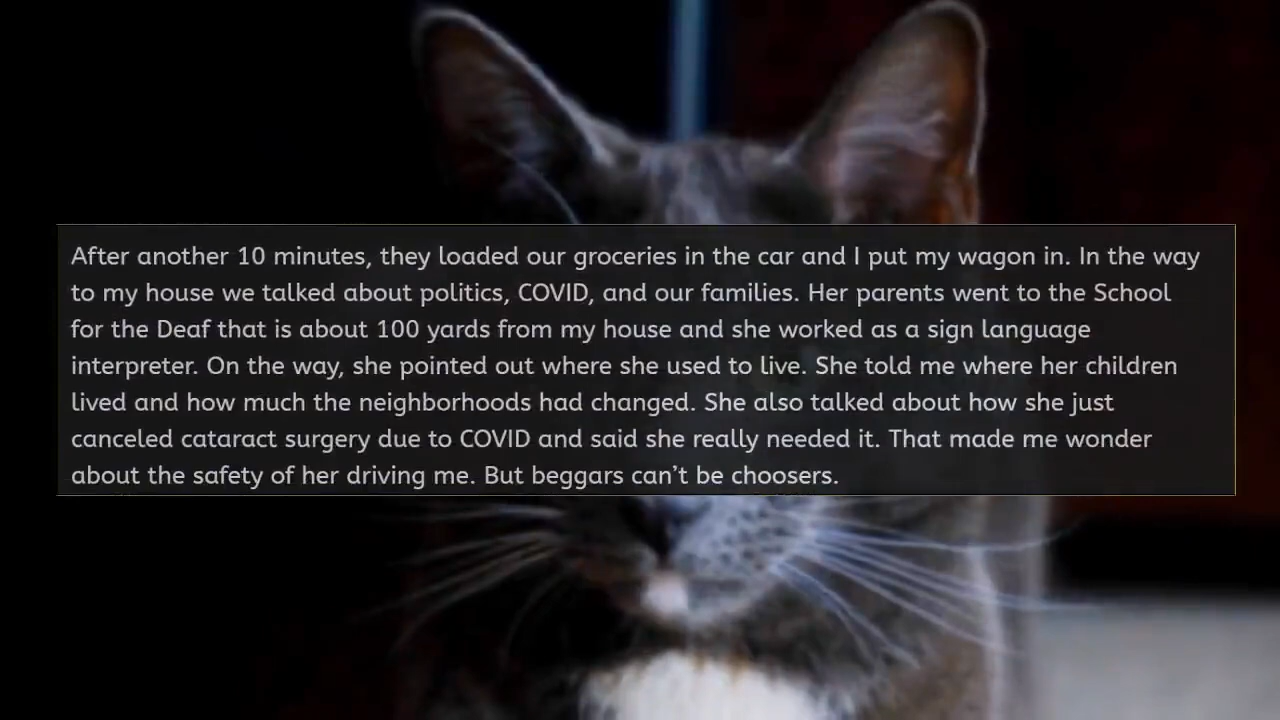 After another 10 minutes, they loaded our groceries in the car and I put my wagon in. In the way
to my house we talked about politics, COVID, and our families. Her parents went to the School
for the Deaf that is about 100 yards from my house and she worked as a sign language
interpreter. On the way, she pointed out where she used to live. She told me where her children
lived and how much the neighborhoods had changed. She also talked about how she just
canceled cataract surgery due to COVID and said she really needed it. That made me wonder
about the safety of her driving me. But beggars can’t be choosers.